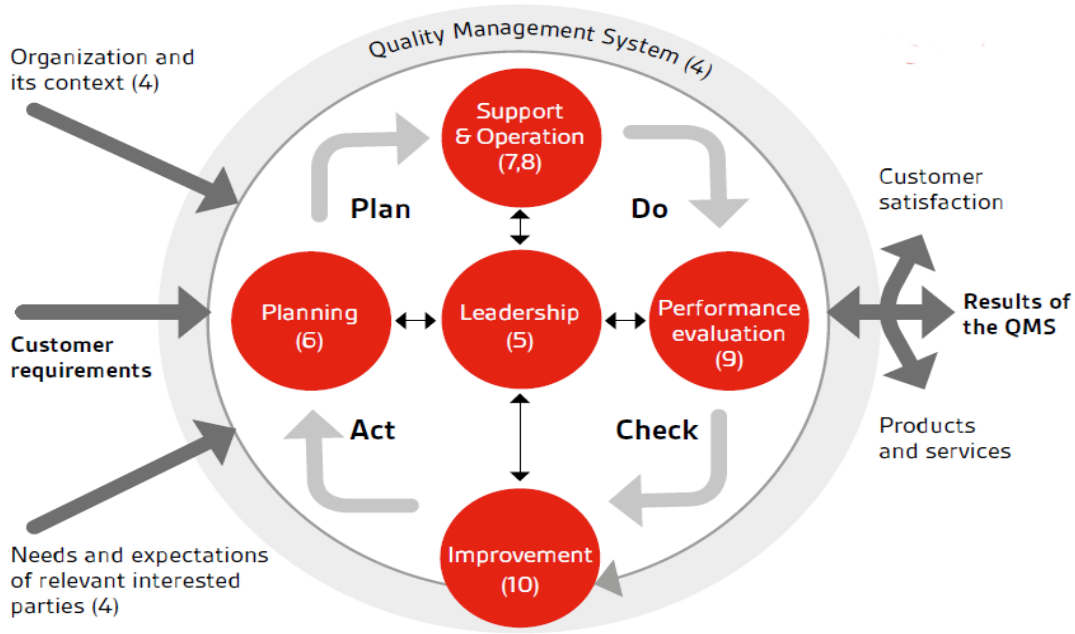 Quality Management System (4)
Organization and
its context (4)
Support
& Operation
(7,8)
Plan
Do
Customer
satisfaction
Planning
(6)
Leadership
(5)
Performance
evaluation
(9)
Results of
the QMS
Customer
requirements
Act
Check
Products
and services
Improvement
(10)
Needs and expectations
of relevant interested
parties (4)